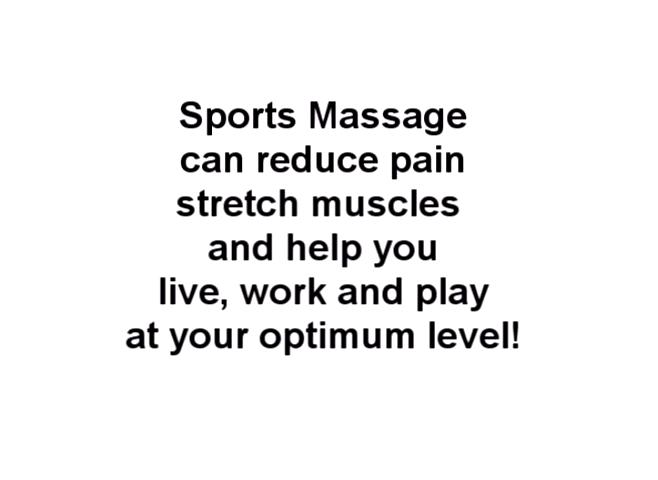 Sports Massage
can reduce pain
stretch muscles
and help you
live, work and play
at your optimum level!